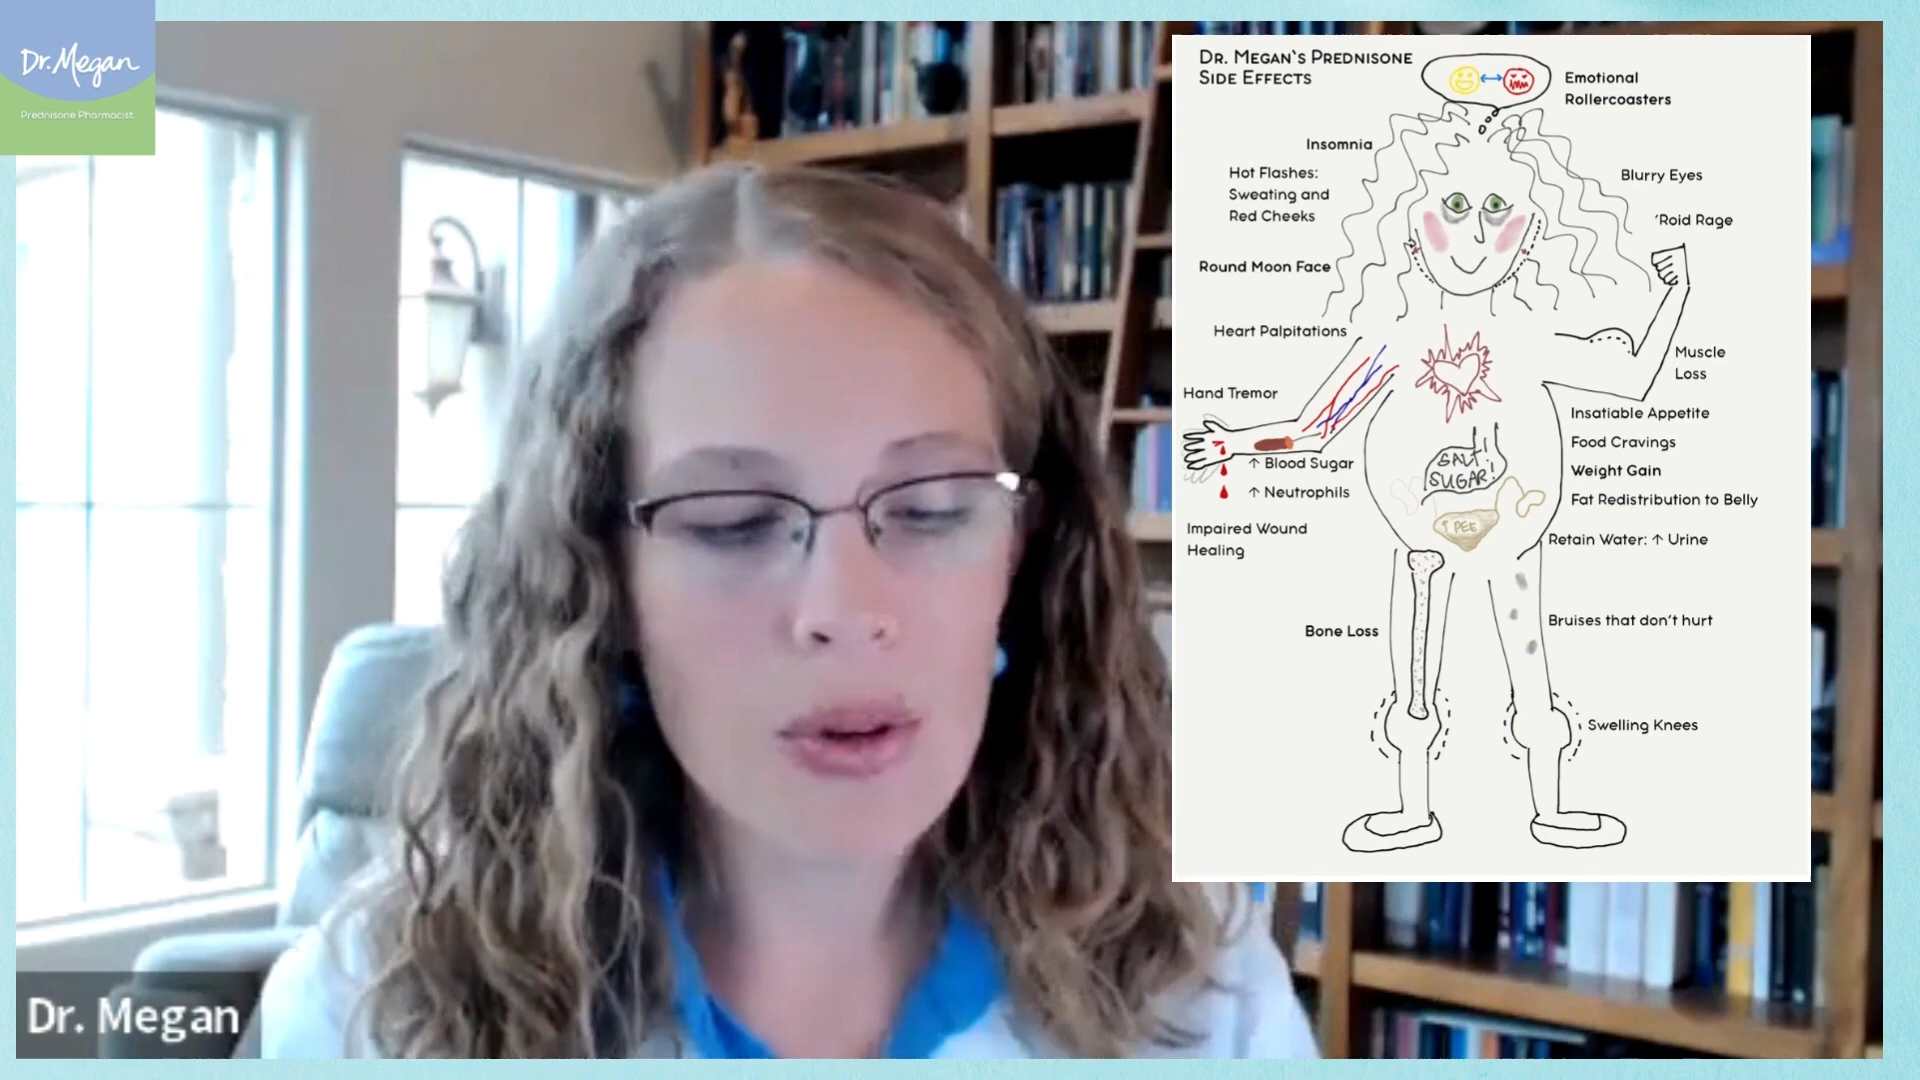 Dr. Megan
Prednisone Pharmacist
DR. MEGAN`S PREDNISONE
SIDE EFFECTS
Emotional
Rollercoasters
Insomnia
Hot Flashes:
Sweating and
Red Cheeks
Blurry Eyes
'Roid Rage
Round Moon Face
Heart Palpitations
Muscle
Loss
Hand Tremor
Insatiable Appetite
Food Cravings
SALT!
SUGAR!
↑ Blood Sugar
Weight Gain
↑ Neutrophils
Fat Redistribution to Belly
↑ PEE
Impaired Wound
Healing
Retain Water: ↑ Urine
Bone Loss
Bruises that don't hurt
Swelling Knees
Dr. Megan